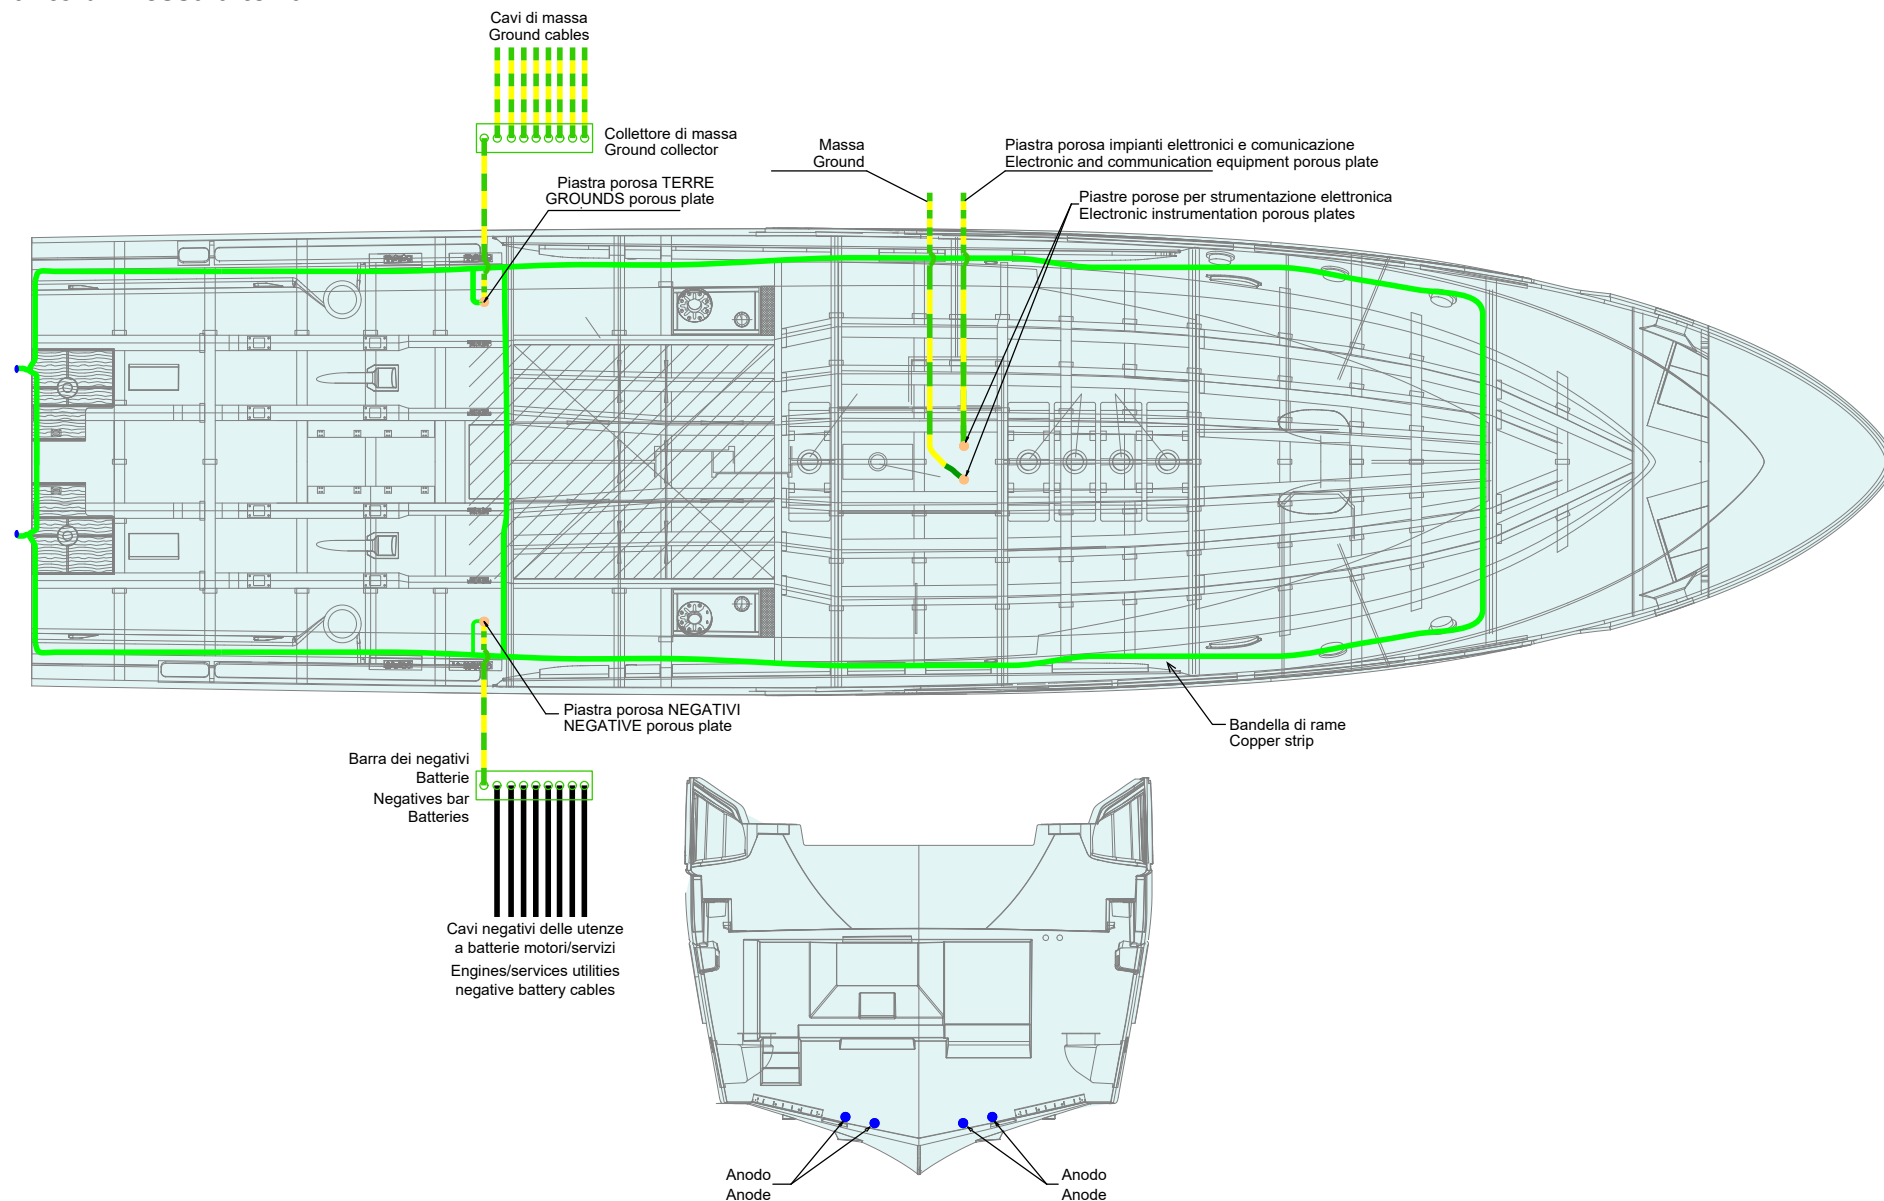 Cavi di massa
Ground cables
Collettore di massa
Ground collector
Massa
Ground
Piastra porosa impianti elettronici e comunicazione
Electronic and communication equipment porous plate
Piastra porosa TERRE
GROUNDS porous plate
Piastre porose per strumentazione elettronica
Electronic instrumentation porous plates
Piastra porosa NEGATIVI
NEGATIVE porous plate
Bandella di rame
Copper strip
Barra dei negativi
Batterie
Negatives bar
Batteries
Cavi negativi delle utenze
a batterie motori/servizi
Engines/services utilities
negative battery cables
Anodo
Anode
Anodo
Anode